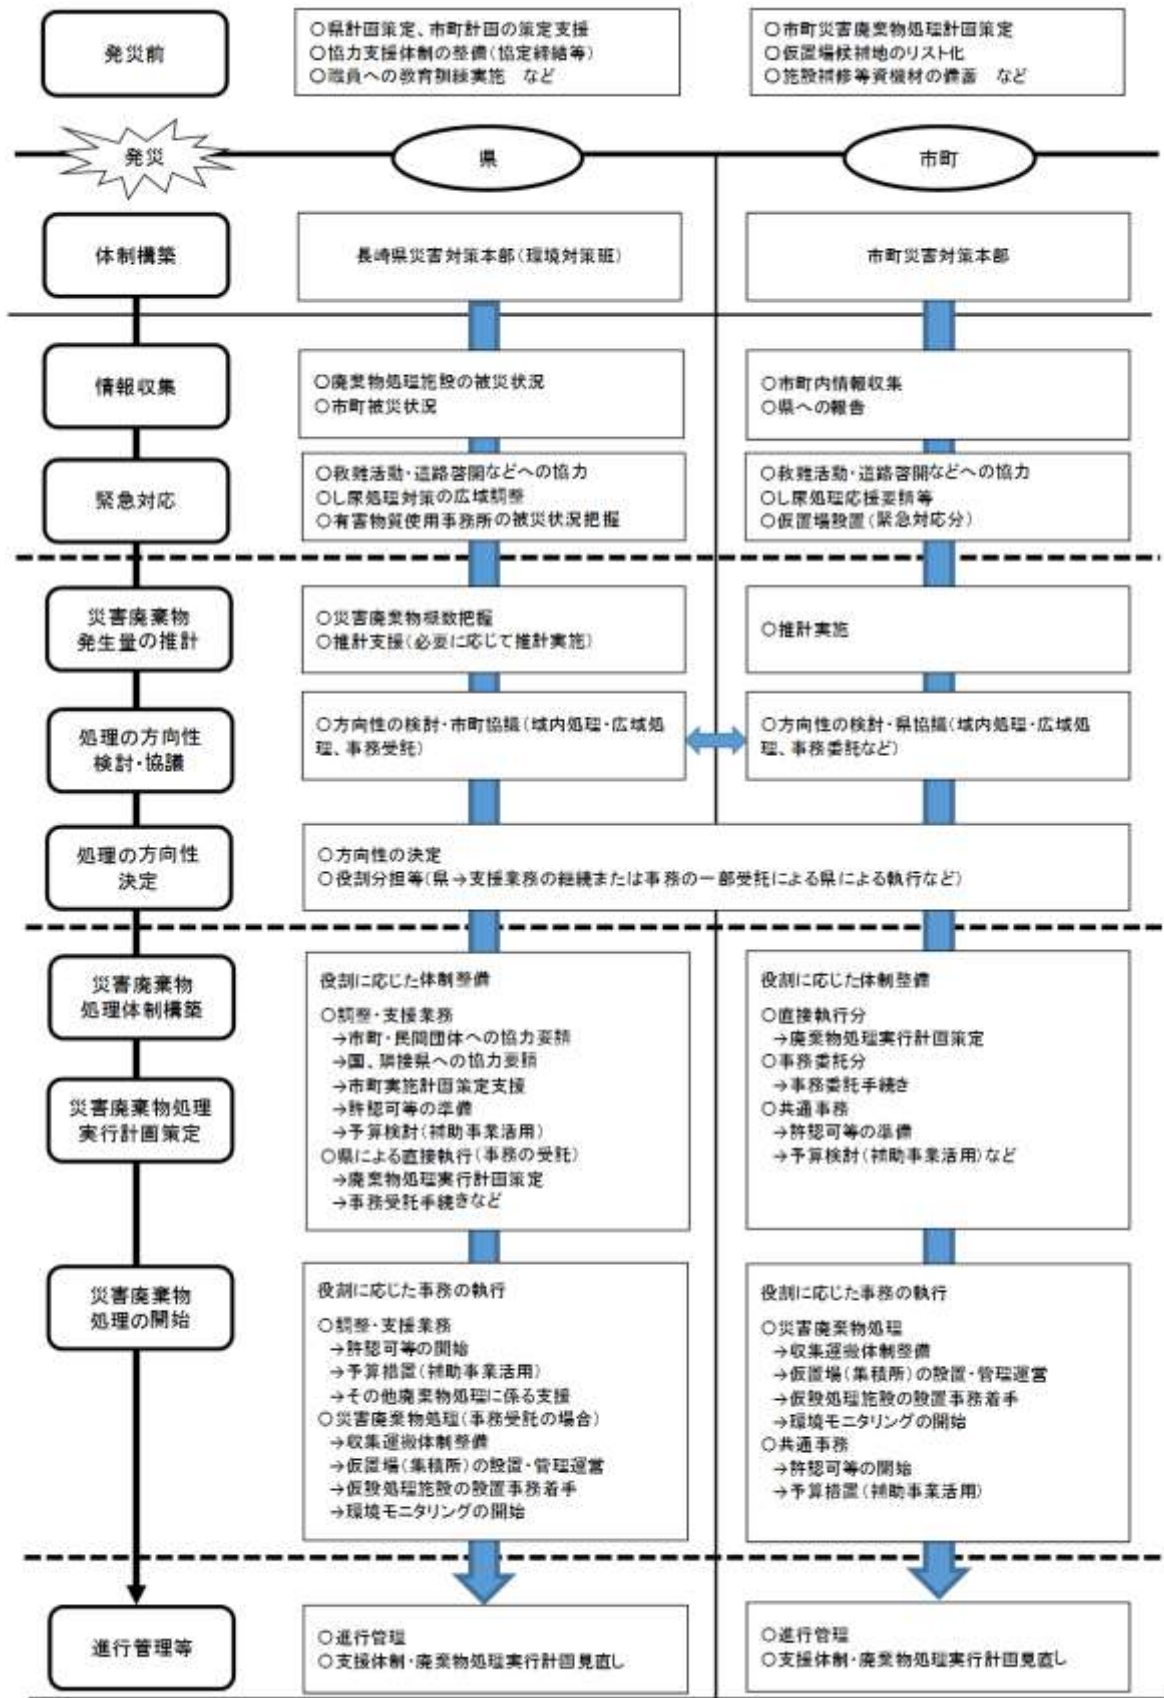 発災前
○県計画策定、市町計画の策定支援
○協力支援体制の整備(協定締結等)
○職員への教育訓練実施　など
○市町災害廃棄物処理計画策定
○仮置場候補地のリスト化
○施設補修等資機材の備蓄　など
発災
県
市町
体制構築
長崎県災害対策本部(環境対策班)
市町災害対策本部
情報収集
○廃棄物処理施設の被災状況
○市町被災状況
○市町内情報収集
○県への報告
緊急対応
○救難活動・道路啓開などへの協力
○し尿処理対策の広域調整
○有害物質使用事務所の被災状況把握
○救難活動・道路啓開などへの協力
○し尿処理応援要請等
○仮置場設置(緊急対応分)
災害廃棄物
発生量の推計
○災害廃棄物概数把握
○推計支援(必要に応じて推計実施)
○推計実施
処理の方向性
検討・協議
○方向性の検討・市町協議(域内処理・広域処
理、事務受託)
○方向性の検討・県協議(域内処理・広域処
理、事務委託など)
処理の方向性
決定
○方向性の決定
○役割分担等(県→支援業務の継続または事務の一部受託による県による執行など)
災害廃棄物
処理体制構築
災害廃棄物処理
実行計画策定
役割に応じた体制整備
○調整・支援業務
→市町・民間団体への協力要請
→国、隣接県への協力要請
→市町実施計画策定支援
→許認可等の準備
→予算検討(補助事業活用)
○県による直接執行(事務の受託)
→廃棄物処理実行計画策定
→事務受託手続きなど
役割に応じた体制整備
○直接執行分
→廃棄物処理実行計画策定
○事務委託分
→事務委託手続き
○共通事務
→許認可等の準備
→予算検討(補助事業活用)など
災害廃棄物
処理の開始
役割に応じた事務の執行
○調整・支援業務
→許認可等の開始
→予算措置(補助事業活用)
→その他廃棄物処理に係る支援
○災害廃棄物処理(事務受託の場合)
→収集運搬体制整備
→仮置場(集積所)の設置・管理運営
→仮設処理施設の設置事務着手
→環境モニタリングの開始
役割に応じた事務の執行
○災害廃棄物処理
→収集運搬体制整備
→仮置場(集積所)の設置・管理運営
→仮設処理施設の設置事務着手
→環境モニタリングの開始
○共通事務
→許認可等の開始
→予算措置(補助事業活用)
進行管理等
○進行管理
○支援体制・廃棄物処理実行計画見直し
○進行管理
○支援体制・廃棄物処理実行計画見直し